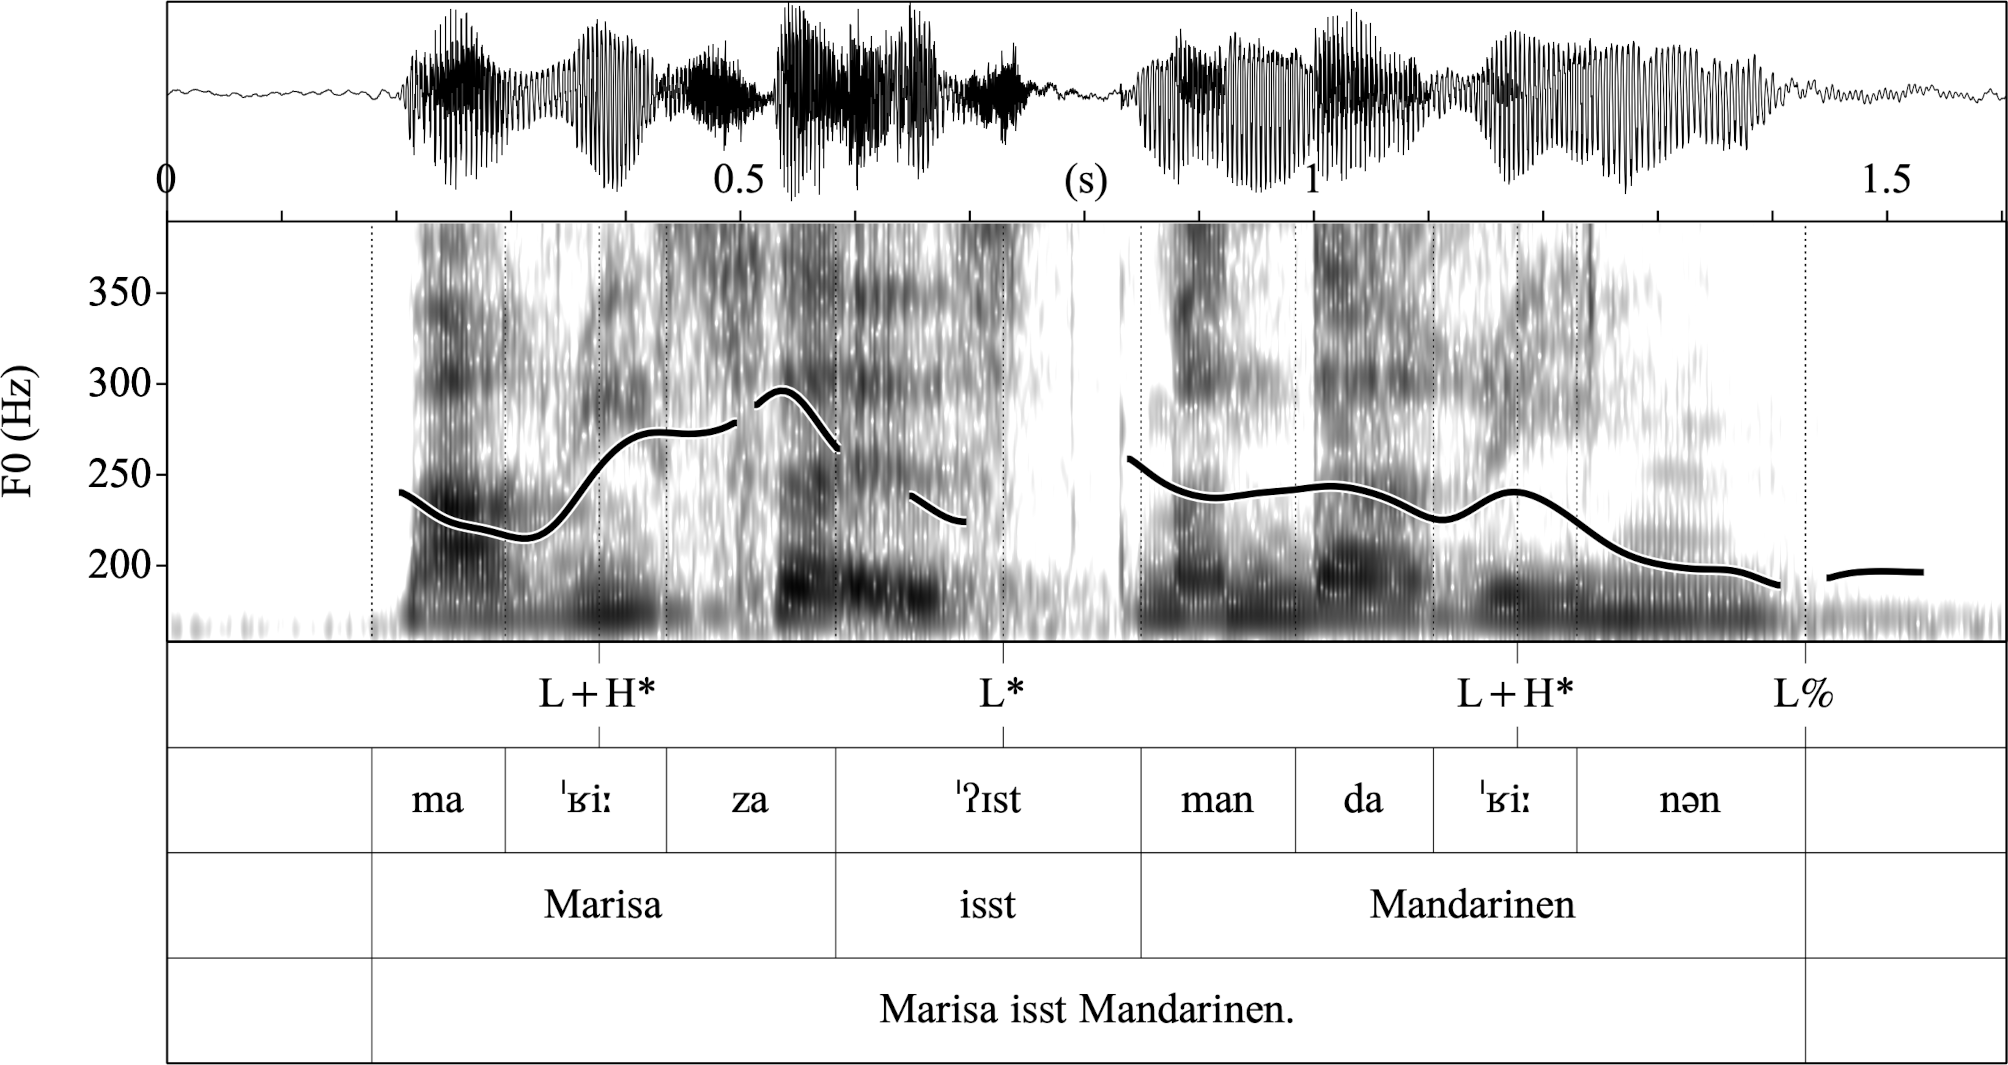 0 0.5 (s) 1 1.5
F0 (Hz)
350
300
250
200
L+H* L* L+H* L%
ma ˈʁiː za ˈʔɪst man da ˈʁiː nən
Marisa isst Mandarinen
Marisa isst Mandarinen.